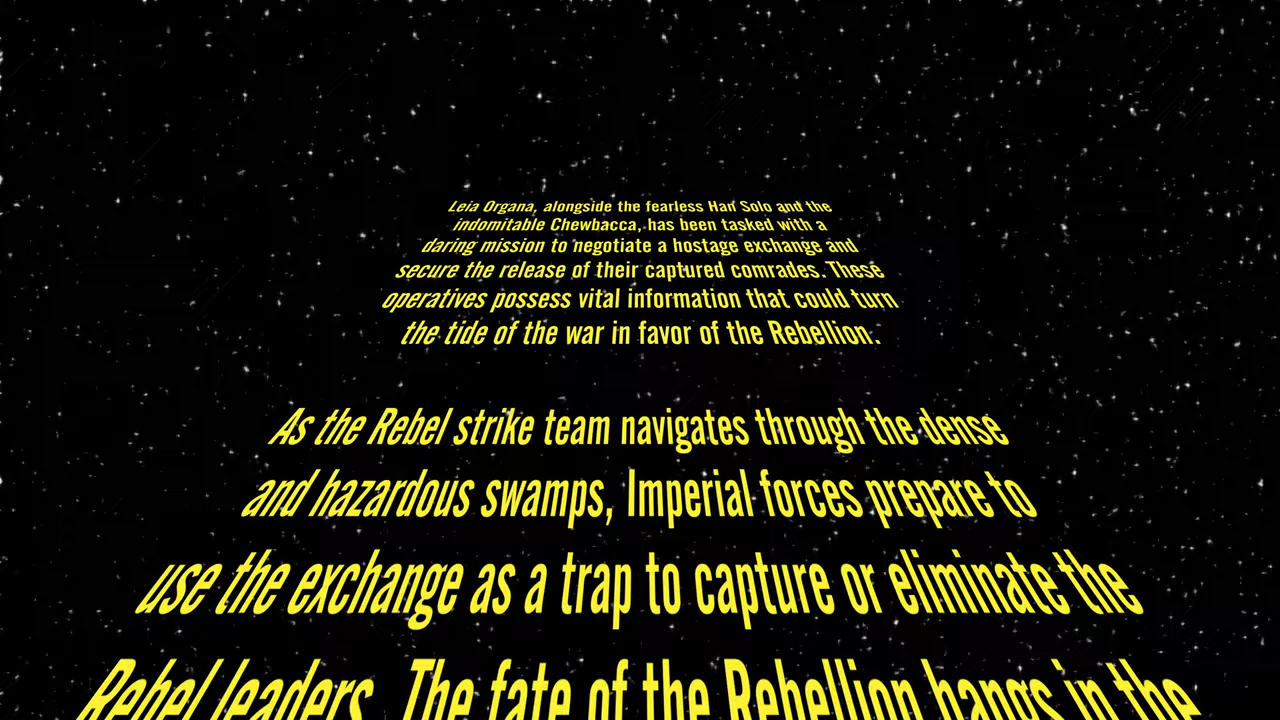 Leia Organa, alongside the fearless Han Solo and the
indomitable Chewbacca, has been tasked with a
daring mission to negotiate a hostage exchange and
secure the release of their captured comrades. These
operatives possess vital information that could turn
the tide of the war in favor of the Rebellion.
As the Rebel strike team navigates through the dense
and hazardous swamps, Imperial forces prepare to
use the exchange as a trap to capture or eliminate the
Rebel leaders. The fate of the Rebellion hangs in the